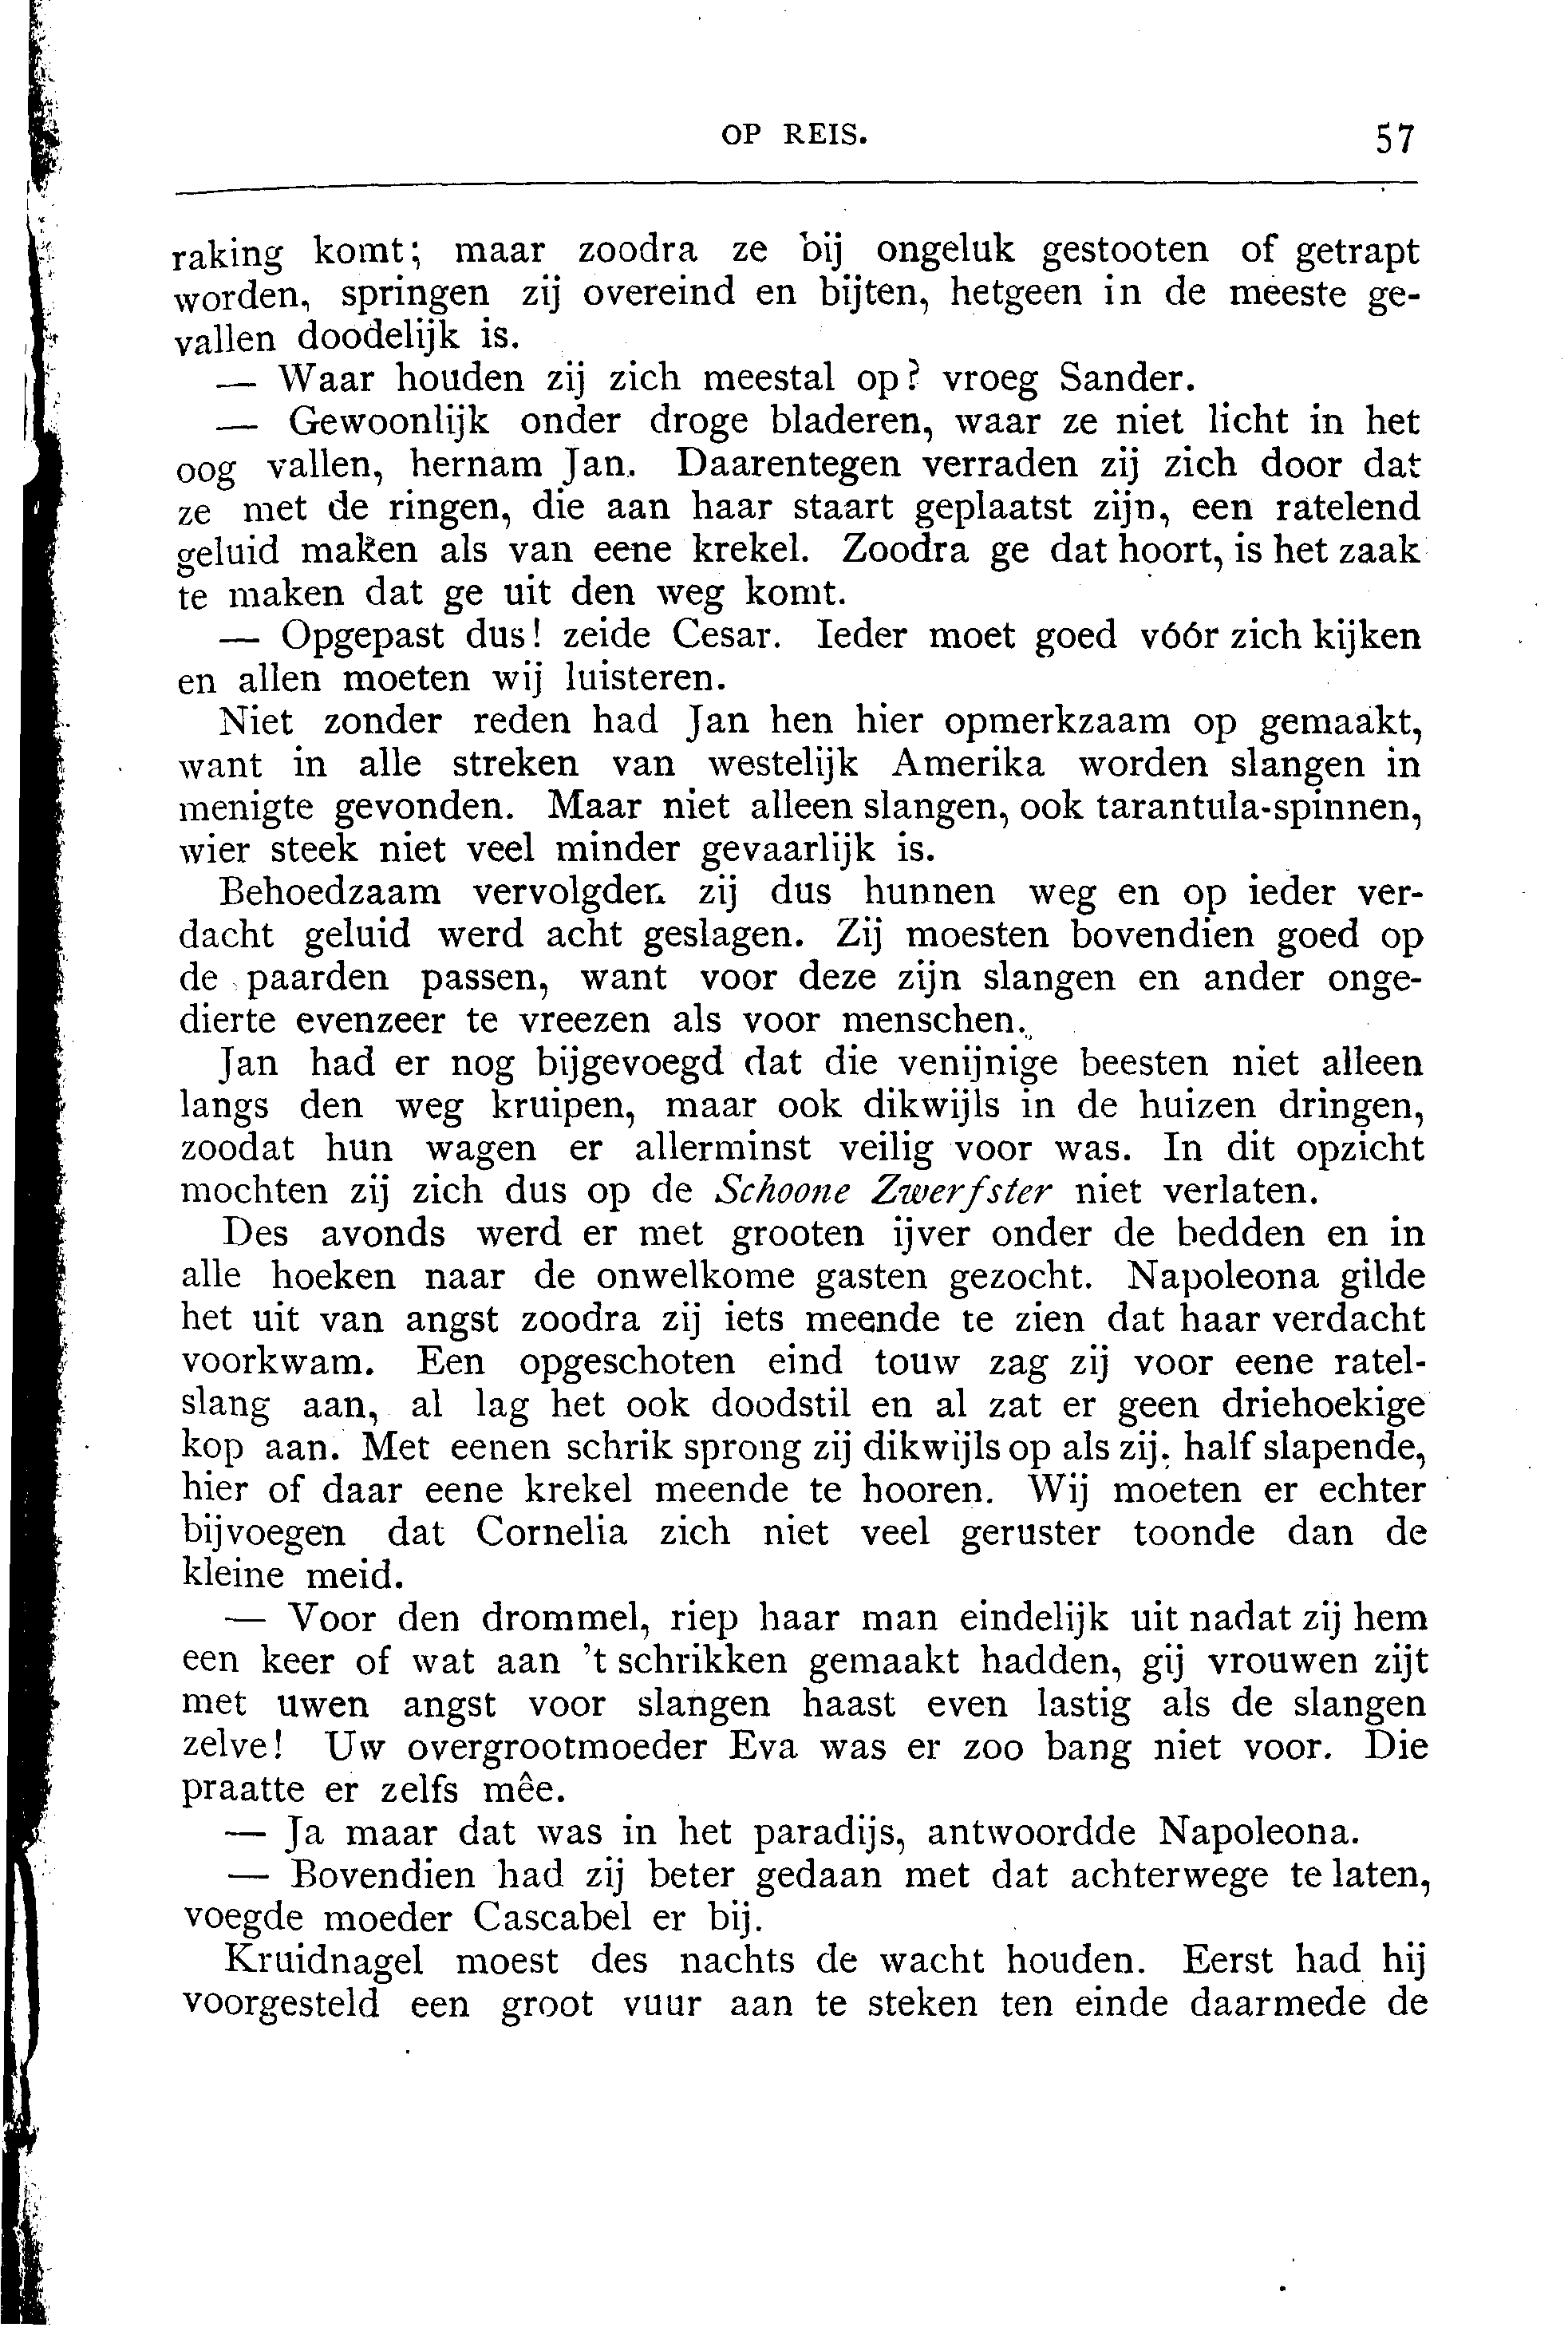 OP REIS. 57
raking komt; maar zoodra ze bij ongeluk gestooten of getrapt
worden, springen zij overeind en bijten, hetgeen in de meeste ge-
vallen doodelijk is.
— Waar houden zij zich meestal op? vroeg Sander.
— Gewoonlijk onder droge bladeren, waar ze niet licht in het
oog vallen, hernam Jan. Daarentegen verraden zij zich door dat
ze met de ringen, die aan haar staart geplaatst zijn, een ratelend
geluid maken als van eene krekel. Zoodra ge dat hoort, is het zaak
te maken dat ge uit den weg komt.
— Opgepast dus! zeide Cesar. Ieder moet goed vóór zich kijken
en allen moeten wij luisteren.
Niet zonder reden had Jan hen hier opmerkzaam op gemaakt,
want in alle streken van westelijk Amerika worden slangen in
menigte gevonden. Maar niet alleen slangen, ook tarantula-spinnen,
wier steek niet veel minder gevaarlijk is.
Behoedzaam vervolgden zij dus hunnen weg en op ieder ver-
dacht geluid werd acht geslagen. Zij moesten bovendien goed op
de paarden passen, want voor deze zijn slangen en ander onge-
dierte evenzeer te vreezen als voor menschen.
Jan had er nog bijgevoegd dat die venijnige beesten niet alleen
langs den weg kruipen, maar ook dikwijls in de huizen dringen,
zoodat hun wagen er allerminst veilig voor was. In dit opzicht
mochten zij zich dus op de Schoone Zwerfster niet verlaten.
Des avonds werd er met grooten ijver onder de bedden en in
alle hoeken naar de onwelkome gasten gezocht. Napoleona gilde
het uit van angst zoodra zij iets meende te zien dat haar verdacht
voorkwam. Een opgeschoten eind touw zag zij voor eene ratel-
slang aan, al lag het ook doodstil en al zat er geen driehoekige
kop aan. Met eenen schrik sprong zij dikwijls op als zij, half slapende,
hier of daar eene krekel meende te hooren. Wij moeten er echter
bijvoegen dat Cornelia zich niet veel geruster toonde dan de
kleine meid.
— Voor den drommel, riep haar man eindelijk uit nadat zij hem
een keer of wat aan 't schrikken gemaakt hadden, gij vrouwen zijt
met uwen angst voor slangen haast even lastig als de slangen
zelve! Uw overgrootmoeder Eva was er zoo bang niet voor. Die
praatte er zelfs mêe.
— Ja maar dat was in het paradijs, antwoordde Napoleona.
— Bovendien had zij beter gedaan met dat achterwege te laten,
voegde moeder Cascabel er bij.
Kruidnagel moest des nachts de wacht houden. Eerst had hij
voorgesteld een groot vuur aan te steken ten einde daarmede de